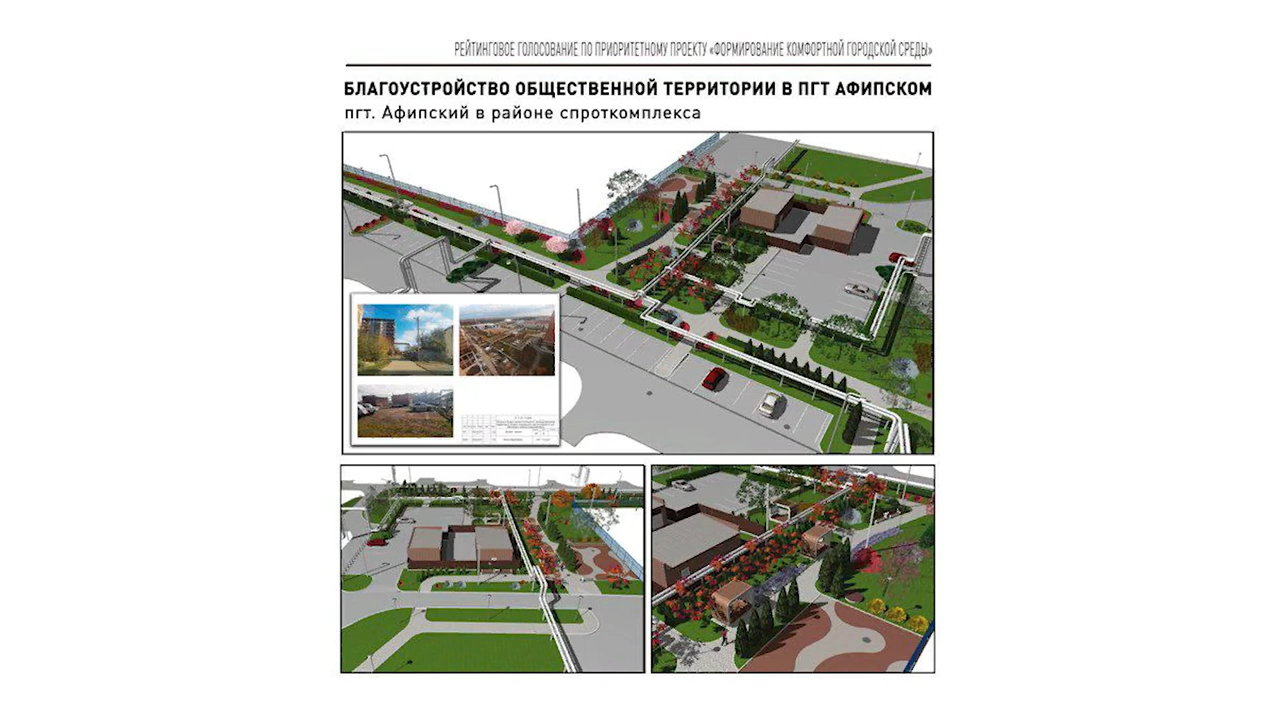 РЕЙТИНГОВОЕ ГОЛОСОВАНИЕ ПО ПРИОРИТЕТНОМУ ПРОЕКТУ «ФОРМИРОВАНИЕ КОМФОРТНОЙ ГОРОДСКОЙ СРЕДЫ»
БЛАГОУСТРОЙСТВО ОБЩЕСТВЕННОЙ ТЕРРИТОРИИ В ПГТ АФИПСКОМ
пгт. Афипский в районе спроткомплекса